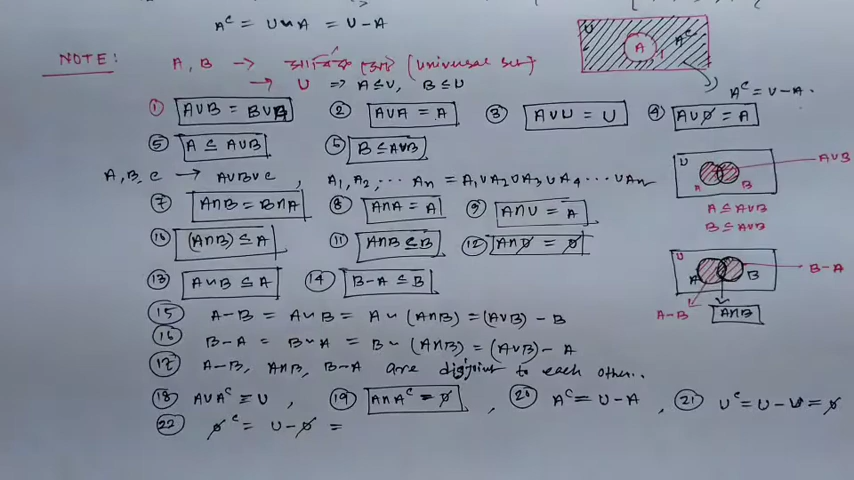 Aᶜ = U∼A = U−A
U A Aᶜ
NOTE: A, B → (universal set)
→ U ⇒ A⊆U, B⊆U
Aᶜ = U−A.
① A∪B = B∪A ② A∪A = A ③ A∪U = U ④ A∪∅ = A
⑤ A ⊆ A∪B B⊆A∪B
U A B A∪B
A, B, C → A∪B∪C, A₁, A₂, ... Aₙ = A₁∪A₂∪A₃∪A₄ ... ∪Aₙ
A⊆A∪B
B⊆A∪B
⑦ A∩B = B∩A ⑧ A∩A = A ⑨ A∩U = A
⑩ (A∩B) ⊆ A ⑪ A∩B ⊆ B ⑫ A∩∅ = ∅
U A B B−A
⑬ A∼B ⊆ A ⑭ B−A ⊆ B
A−B A∩B
⑮ A−B = A∼B = A∼(A∩B) = (A∪B) − B
⑯ B−A = B∼A = B∼(A∩B) = (A∪B) − A
⑰ A−B, A∩B, B−A are disjoint to each other..
⑱ A∪Aᶜ = U, ⑲ A∩Aᶜ = ∅, ⑳ Aᶜ = U−A, ㉑ Uᶜ = U−U = ∅
㉒ ∅ᶜ = U−∅ =